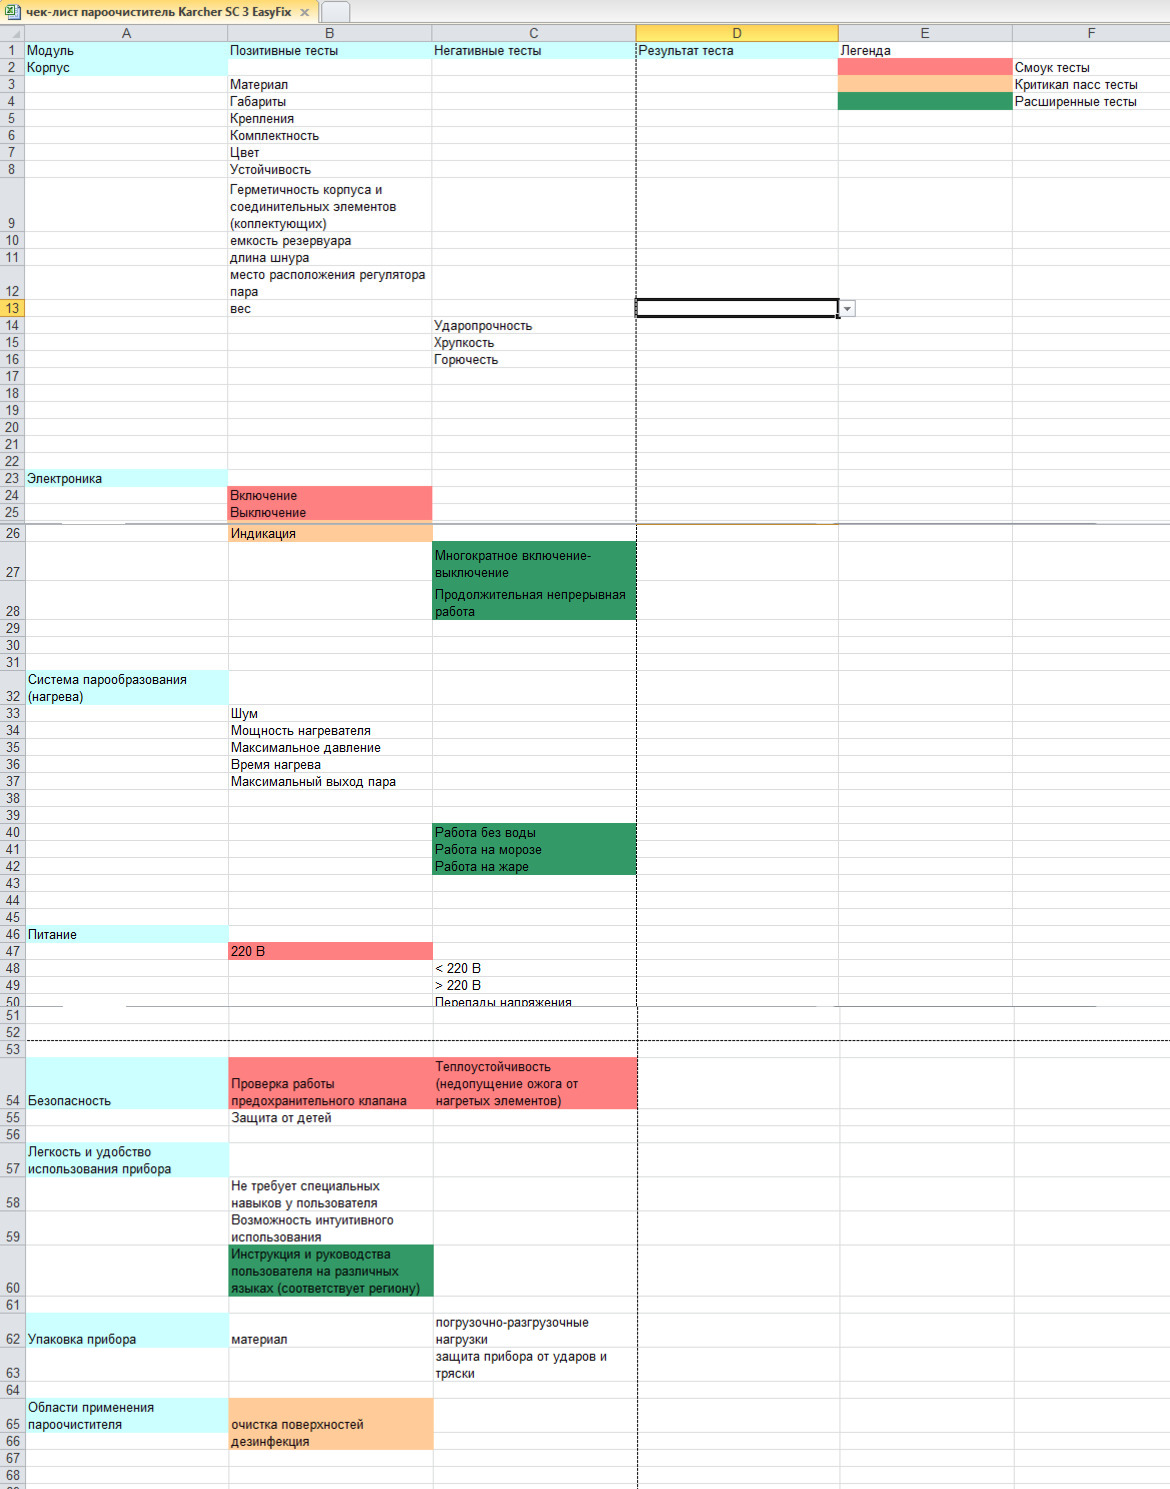 чек-лист пароочиститель Karcher SC 3 EasyFix
A B C D E F
1 Модуль Позитивные тесты Негативные тесты Результат теста Легенда
2 Корпус Смоук тесты
3 Материал Критикал пасс тесты
4 Габариты Расширенные тесты
5 Крепления
6 Комплектность
7 Цвет
8 Устойчивость
Герметичность корпуса и
соединительных элементов
9 (коплектующих)
10 емкость резервуара
11 длина шнура
место расположения регулятора
12 пара
13 вес
14 Ударопрочность
15 Хрупкость
16 Горючесть
17
18
19
20
21
22
23 Электроника
24 Включение
25 Выключение
26 Индикация
Многократное включение-
27 выключение
Продолжительная непрерывная
28 работа
29
30
31
Система парообразования
32 (нагрева)
33 Шум
34 Мощность нагревателя
35 Максимальное давление
36 Время нагрева
37 Максимальный выход пара
38
39
40 Работа без воды
41 Работа на морозе
42 Работа на жаре
43
44
45
46 Питание
47 220 В
48 < 220 В
49 > 220 В
50 Перепады напряжения
51
52
53
Теплоустойчивость
Проверка работы (недопущение ожога от
54 Безопасность предохранительного клапана нагретых элементов)
55 Защита от детей
56
Легкость и удобство
57 использования прибора
Не требует специальных
58 навыков у пользователя
Возможность интуитивного
59 использования
Инструкция и руководства
пользователя на различных
60 языках (соответствует региону)
61
погрузочно-разгрузочные
62 Упаковка прибора материал нагрузки
защита прибора от ударов и
63 тряски
64
Области применения
65 пароочистителя очистка поверхностей
66 дезинфекция
67
68